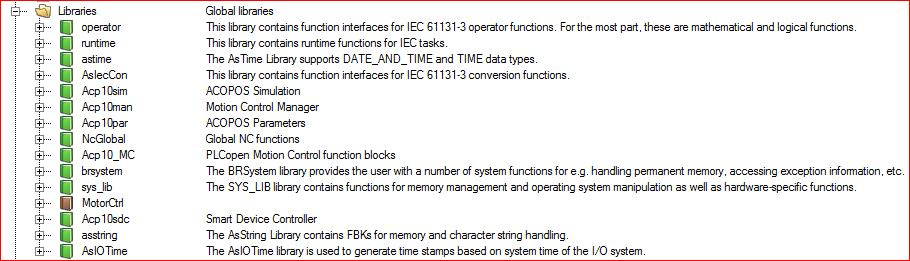 Libraries Global libraries
operator This library contains function interfaces for IEC 61131-3 operator functions. For the most part, these are mathematical and logical functions.
runtime This library contains runtime functions for IEC tasks.
astime The AsTime Library supports DATE_AND_TIME and TIME data types.
AsIecCon This library contains function interfaces for IEC 61131-3 conversion functions.
Acp10sim ACOPOS Simulation
Acp10man Motion Control Manager
Acp10par ACOPOS Parameters
NcGlobal Global NC functions
Acp10_MC PLCopen Motion Control function blocks
brsystem The BRSystem library provides the user with a number of system functions for e.g. handling permanent memory, accessing exception information, etc.
sys_lib The SYS_LIB library contains functions for memory management and operating system manipulation as well as hardware-specific functions.
MotorCtrl
Acp10sdc Smart Device Controller
asstring The AsString Library contains FBKs for memory and character string handling.
AsIOTime The AsIOTime library is used to generate time stamps based on system time of the I/O system.